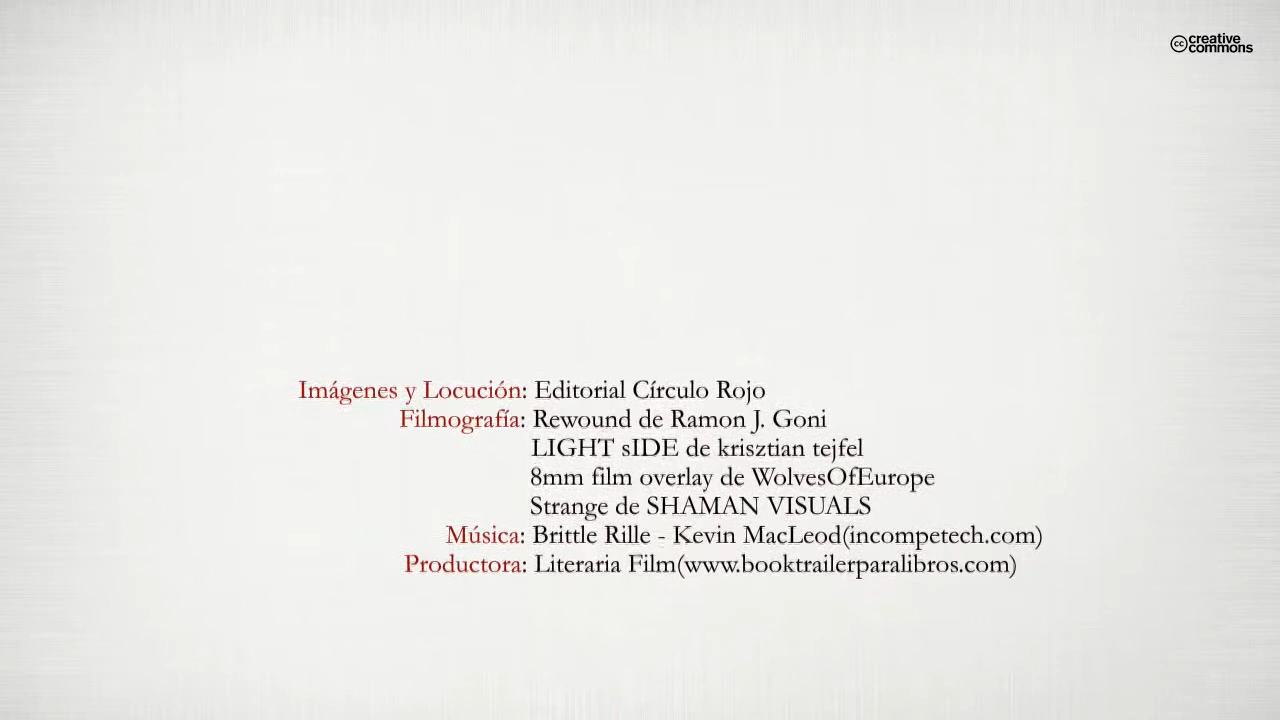 cc creative
commons
Imágenes y Locución: Editorial Círculo Rojo
Filmografía: Rewound de Ramon J. Goni
LIGHT sIDE de krisztian tejfel
8mm film overlay de WolvesOfEurope
Strange de SHAMAN VISUALS
Música: Brittle Rille - Kevin MacLeod(incompetech.com)
Productora: Literaria Film(www.booktrailerparalibros.com)